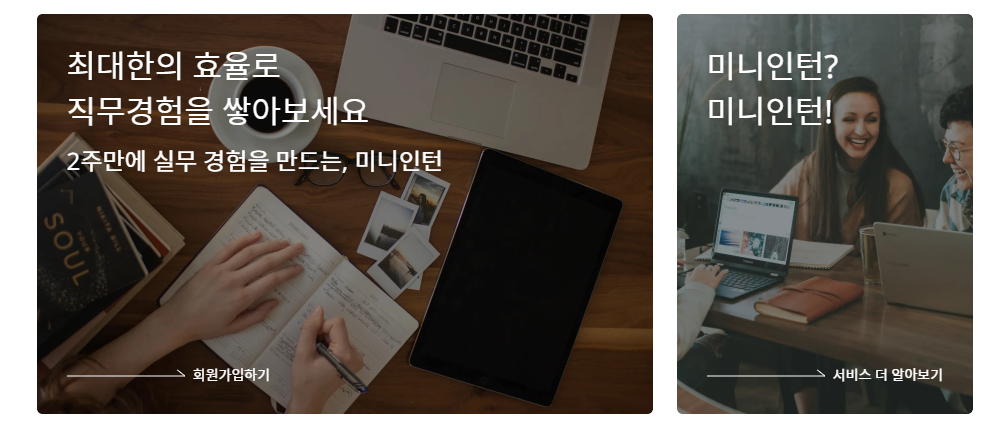 최대한의 효율로
직무경험을 쌓아보세요
2주만에 실무 경험을 만드는, 미니인턴
SOUL
회원가입하기
미니인턴?
미니인턴!
서비스 더 알아보기